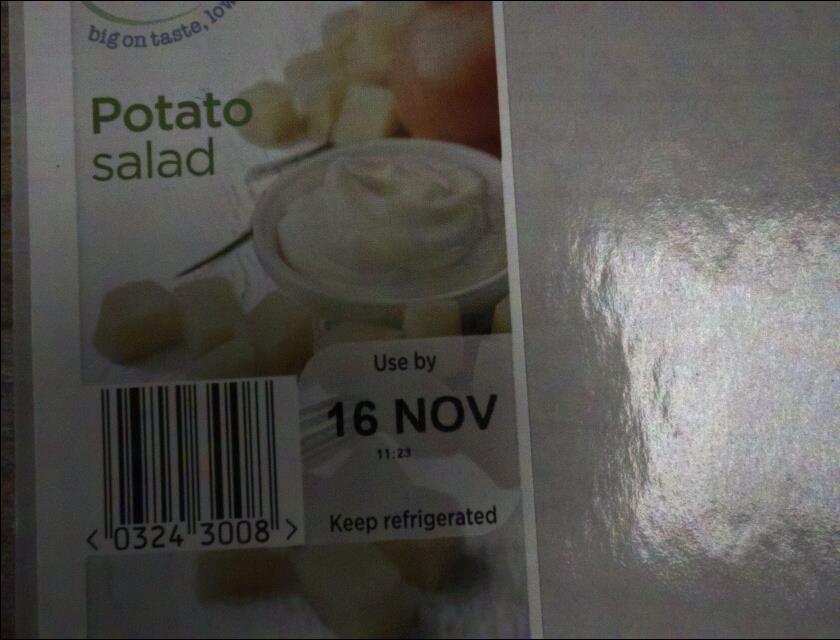 big on taste, low
Potato
salad
Use by
16 NOV
11:23
Keep refrigerated
<0324 3008>